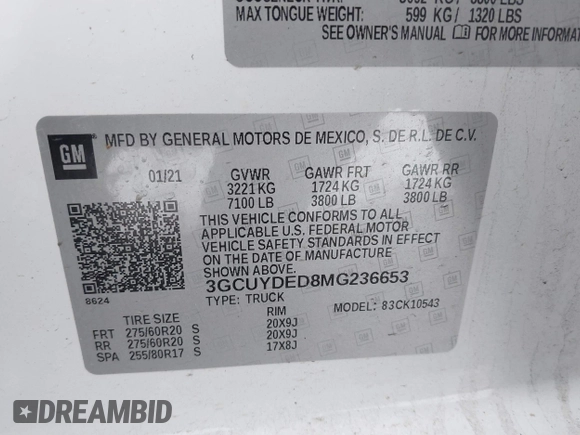 MAX TONGUE WEIGHT: 599 KG / 1320 LBS
SEE OWNER'S MANUAL FOR MORE INFORMAT
GM
MFD BY GENERAL MOTORS DE MEXICO, S. DE R.L. DE C.V.
01/21 GVWR GAWR FRT GAWR RR
3221 KG 1724 KG 1724 KG
7100 LB 3800 LB 3800 LB
THIS VEHICLE CONFORMS TO ALL
APPLICABLE U.S. FEDERAL MOTOR
VEHICLE SAFETY STANDARDS IN EFFECT
ON THE DATE OF MANUFACTURE SHOWN
ABOVE.
3GCUYDED8MG236653
8624
TYPE: TRUCK
MODEL: 83CK10543
TIRE SIZE RIM
FRT 275/60R20 S 20X9J
RR 275/60R20 S 20X9J
SPA 255/80R17 S 17X8J
DREAMBID